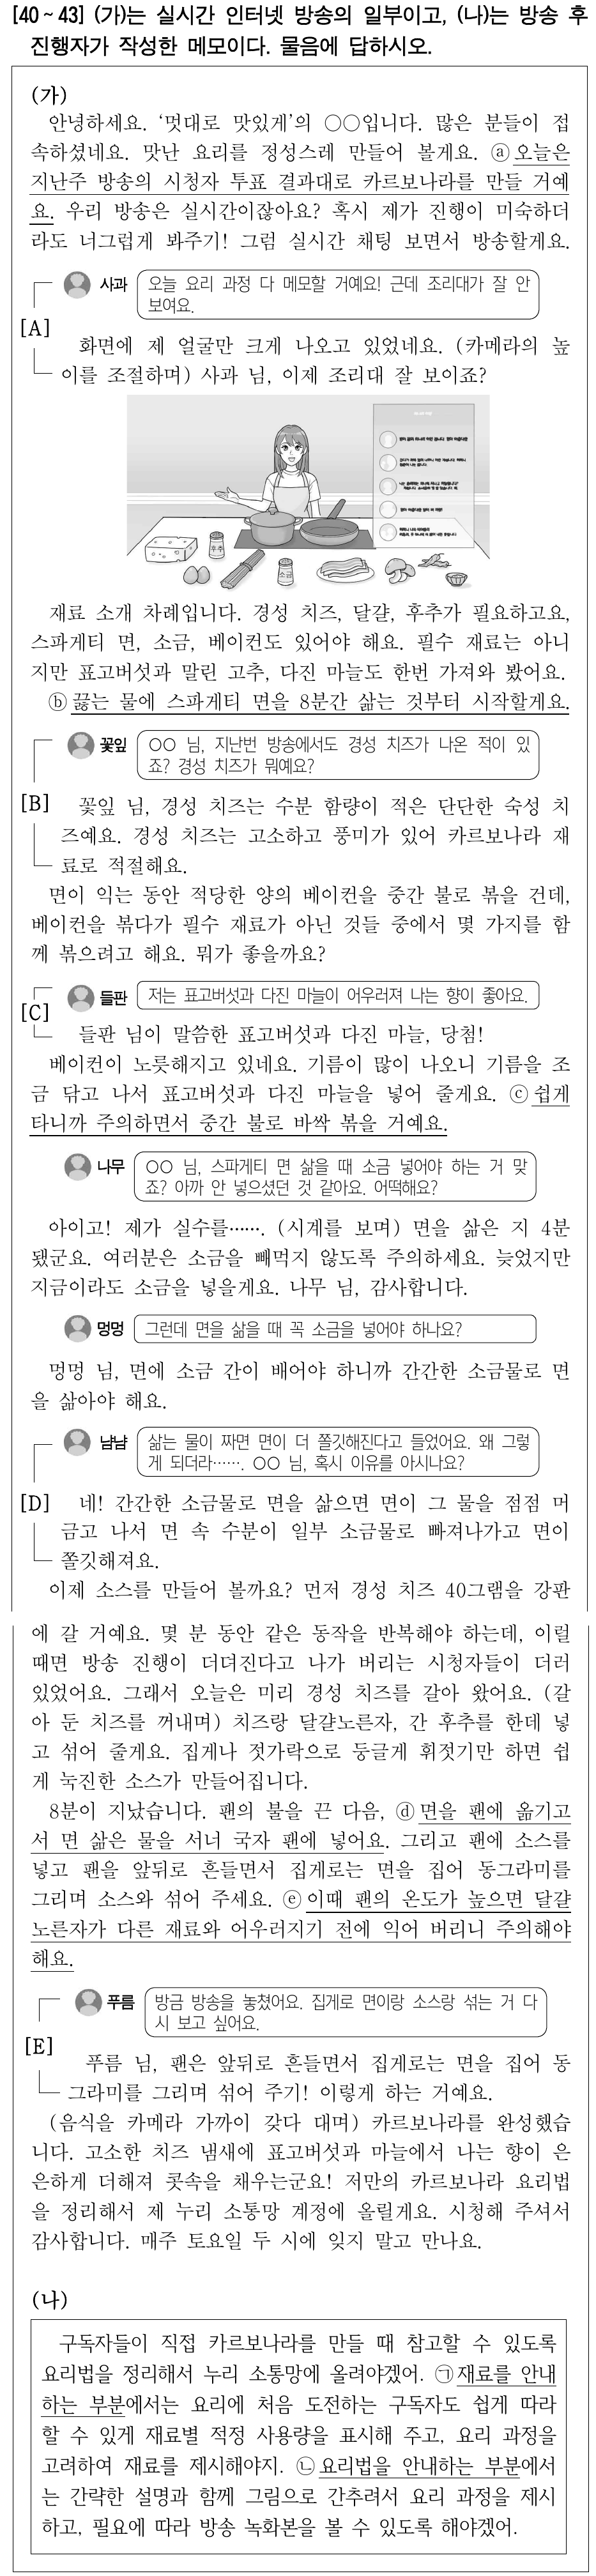 [40 ~ 43] (가)는 실시간 인터넷 방송의 일부이고, (나)는 방송 후
진행자가 작성한 메모이다. 물음에 답하시오.
(가)
안녕하세요. ‘멋대로 맛있게’의 ○○입니다. 많은 분들이 접
속하셨네요. 맛난 요리를 정성스레 만들어 볼게요. ⓐ오늘은
지난주 방송의 시청자 투표 결과대로 카르보나라를 만들 거예
요. 우리 방송은 실시간이잖아요? 혹시 제가 진행이 미숙하더
라도 너그럽게 봐주기! 그럼 실시간 채팅 보면서 방송할게요.
사과 오늘 요리 과정 다 메모할 거예요! 근데 조리대가 잘 안
보여요.
[A]
화면에 제 얼굴만 크게 나오고 있었네요. (카메라의 높
이를 조절하며) 사과 님, 이제 조리대 잘 보이죠?
후추
소금
재료 소개 차례입니다. 경성 치즈, 달걀, 후추가 필요하고요,
스파게티 면, 소금, 베이컨도 있어야 해요. 필수 재료는 아니
지만 표고버섯과 말린 고추, 다진 마늘도 한번 가져와 봤어요.
ⓑ끓는 물에 스파게티 면을 8분간 삶는 것부터 시작할게요.
꽃잎 ○○ 님, 지난번 방송에서도 경성 치즈가 나온 적이 있
죠? 경성 치즈가 뭐예요?
[B] 꽃잎 님, 경성 치즈는 수분 함량이 적은 단단한 숙성 치
즈예요. 경성 치즈는 고소하고 풍미가 있어 카르보나라 재
료로 적절해요.
면이 익는 동안 적당한 양의 베이컨을 중간 불로 볶을 건데,
베이컨을 볶다가 필수 재료가 아닌 것들 중에서 몇 가지를 함
께 볶으려고 해요. 뭐가 좋을까요?
들판 저는 표고버섯과 다진 마늘이 어우러져 나는 향이 좋아요.
[C]
들판 님이 말씀한 표고버섯과 다진 마늘, 당첨!
베이컨이 노릇해지고 있네요. 기름이 많이 나오니 기름을 조
금 닦고 나서 표고버섯과 다진 마늘을 넣어 줄게요. ⓒ쉽게
타니까 주의하면서 중간 불로 바싹 볶을 거예요.
나무 ○○ 님, 스파게티 면 삶을 때 소금 넣어야 하는 거 맞
죠? 아까 안 넣으셨던 것 같아요. 어떡해요?
아이고! 제가 실수를……. (시계를 보며) 면을 삶은 지 4분
됐군요. 여러분은 소금을 빼먹지 않도록 주의하세요. 늦었지만
지금이라도 소금을 넣을게요. 나무 님, 감사합니다.
멍멍 그런데 면을 삶을 때 꼭 소금을 넣어야 하나요?
멍멍 님, 면에 소금 간이 배어야 하니까 간간한 소금물로 면
을 삶아야 해요.
냠냠 삶는 물이 짜면 면이 더 쫄깃해진다고 들었어요. 왜 그렇
게 되더라……. ○○ 님, 혹시 이유를 아시나요?
[D] 네! 간간한 소금물로 면을 삶으면 면이 그 물을 점점 머
금고 나서 면 속 수분이 일부 소금물로 빠져나가고 면이
쫄깃해져요.
이제 소스를 만들어 볼까요? 먼저 경성 치즈 40그램을 강판
에 갈 거예요. 몇 분 동안 같은 동작을 반복해야 하는데, 이럴
때면 방송 진행이 더뎌진다고 나가 버리는 시청자들이 더러
있었어요. 그래서 오늘은 미리 경성 치즈를 갈아 왔어요. (갈
아 둔 치즈를 꺼내며) 치즈랑 달걀노른자, 간 후추를 한데 넣
고 섞어 줄게요. 집게나 젓가락으로 둥글게 휘젓기만 하면 쉽
게 눅진한 소스가 만들어집니다.
8분이 지났습니다. 팬의 불을 끈 다음, ⓓ면을 팬에 옮기고
서 면 삶은 물을 서너 국자 팬에 넣어요. 그리고 팬에 소스를
넣고 팬을 앞뒤로 흔들면서 집게로는 면을 집어 동그라미를
그리며 소스와 섞어 주세요. ⓔ이때 팬의 온도가 높으면 달걀
노른자가 다른 재료와 어우러지기 전에 익어 버리니 주의해야
해요.
푸름 방금 방송을 놓쳤어요. 집게로 면이랑 소스랑 섞는 거 다
시 보고 싶어요.
[E]
푸름 님, 팬은 앞뒤로 흔들면서 집게로는 면을 집어 동
그라미를 그리며 섞어 주기! 이렇게 하는 거예요.
(음식을 카메라 가까이 갖다 대며) 카르보나라를 완성했습
니다. 고소한 치즈 냄새에 표고버섯과 마늘에서 나는 향이 은
은하게 더해져 콧속을 채우는군요! 저만의 카르보나라 요리법
을 정리해서 제 누리 소통망 계정에 올릴게요. 시청해 주셔서
감사합니다. 매주 토요일 두 시에 잊지 말고 만나요.
(나)
구독자들이 직접 카르보나라를 만들 때 참고할 수 있도록
요리법을 정리해서 누리 소통망에 올려야겠어. ㉠재료를 안내
하는 부분에서는 요리에 처음 도전하는 구독자도 쉽게 따라
할 수 있게 재료별 적정 사용량을 표시해 주고, 요리 과정을
고려하여 재료를 제시해야지. ㉡요리법을 안내하는 부분에서
는 간략한 설명과 함께 그림으로 간추려서 요리 과정을 제시
하고, 필요에 따라 방송 녹화본을 볼 수 있도록 해야겠어.